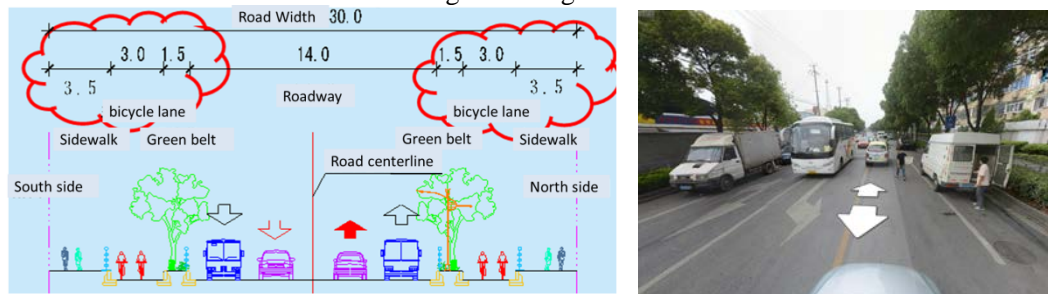 Road Width 30.0
3.0 1.5 14.0 1.5 3.0
3.5 Roadway 3.5
bicycle lane bicycle lane
Sidewalk Green belt Green belt Sidewalk
Road centerline
South side North side